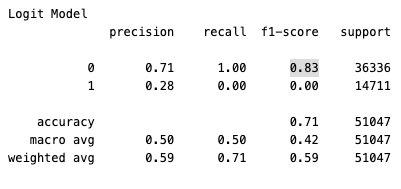 Logit Model
precision recall f1-score support
0 0.71 1.00 0.83 36336
1 0.28 0.00 0.00 14711
accuracy 0.71 51047
macro avg 0.50 0.50 0.42 51047
weighted avg 0.59 0.71 0.59 51047